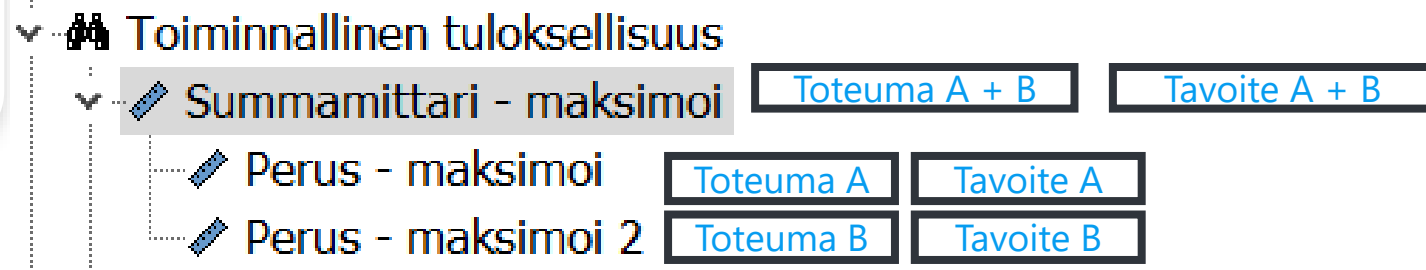 Toiminnallinen tuloksellisuus
Summamittari - maksimoi Toteuma A + B Tavoite A + B
Perus - maksimoi Toteuma A Tavoite A
Perus - maksimoi 2 Toteuma B Tavoite B